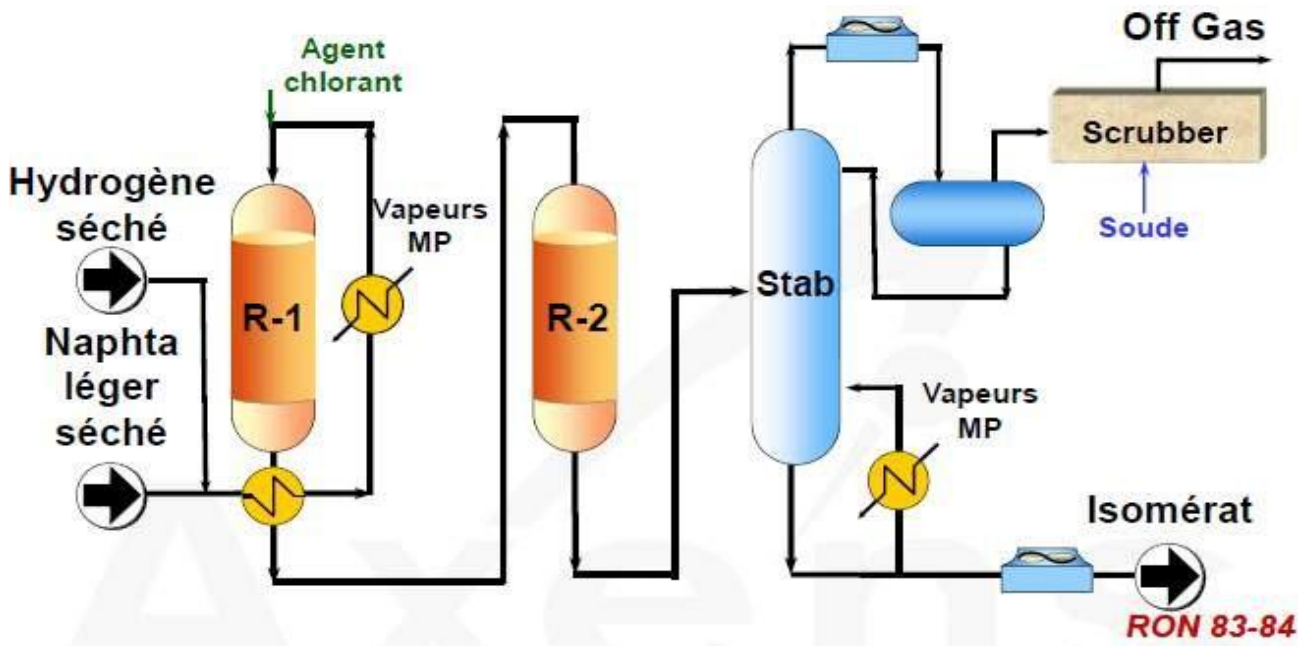 Agent
chlorant
Off Gas
Scrubber
Hydrogène
séché
Vapeurs
MP
Soude
R-1
R-2
Stab
Naphta
léger
séché
Vapeurs
MP
Isomérat
RON 83-84
Axens